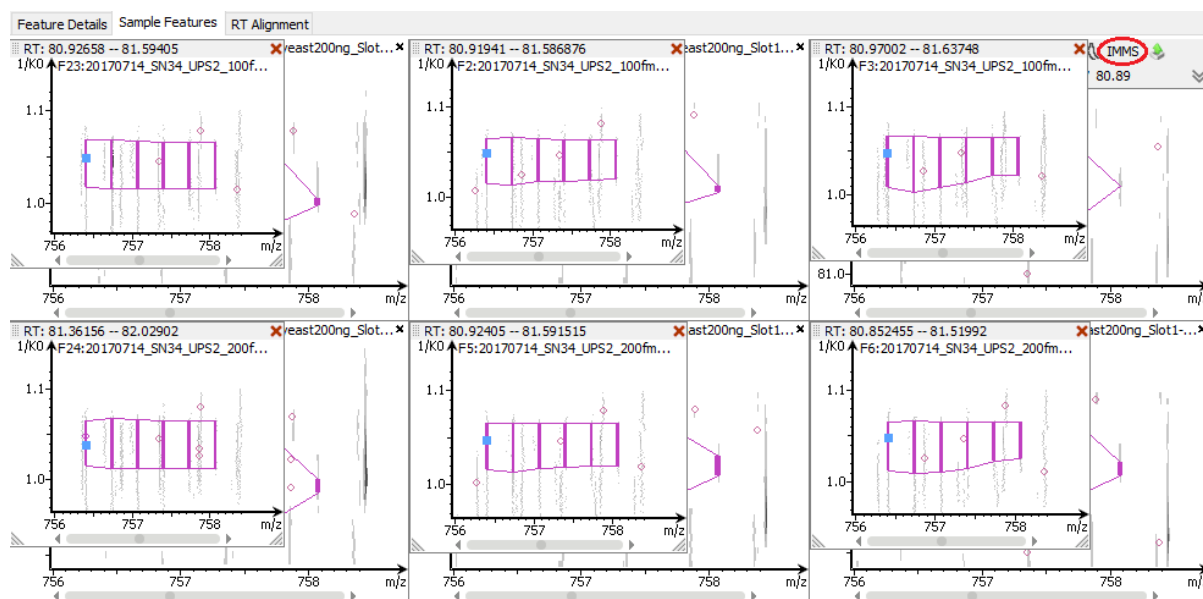 Feature Details Sample Features RT Alignment
RT: 80.92658 -- 81.59405
yeast200ng_Slot...
1/K0
F23:20170714_SN34_UPS2_100f...
1.1
1.0
756 757 758 m/z
756 757 758 m/z
RT: 80.91941 -- 81.586876
east200ng_Slot1...
1/K0
F2:20170714_SN34_UPS2_100fm...
1.1
1.0
756 757 758 m/z
756 757 758 m/z
RT: 80.97002 -- 81.63748
IMMS
80.89
1/K0
F3:20170714_SN34_UPS2_100fm...
1.1
1.0
756 757 758 m/z
81.0
756 757 758 m/
RT: 81.36156 -- 82.02902
yeast200ng_Slot...
1/K0
F24:20170714_SN34_UPS2_200f...
1.1
1.0
756 757 758 m/z
756 757 758 m/z
RT: 80.92405 -- 81.591515
ast200ng_Slot1...
1/K0
F5:20170714_SN34_UPS2_200fm...
1.1
1.0
756 757 758 m/z
756 757 758 m/z
RT: 80.852455 -- 81.51992
ast200ng_Slot1-...
1/K0
F6:20170714_SN34_UPS2_200fm...
1.1
1.0
756 757 758 m/z
756 757 758 m/